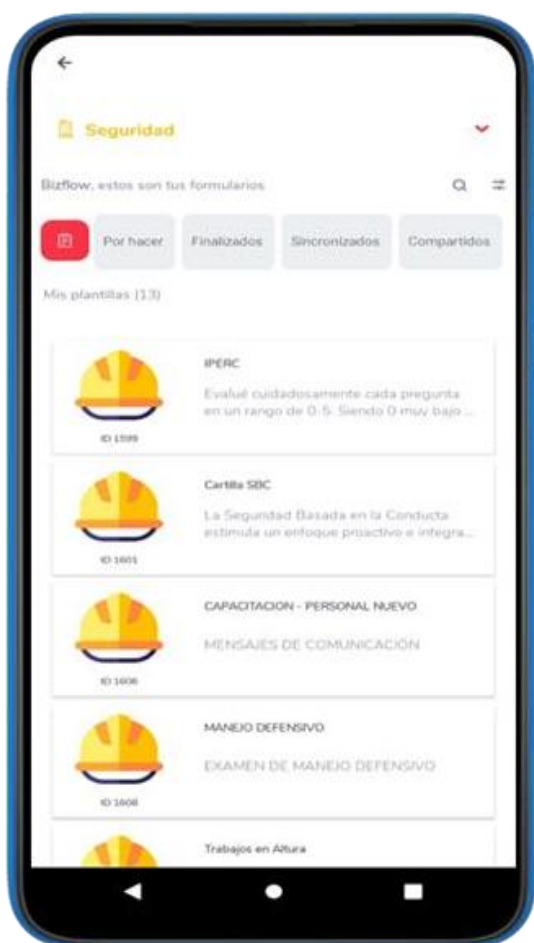 Seguridad
Bizflow, estos son tus formularios
Por hacer
Finalizados
Sincronizados
Compartidos
Mis plantillas (13)
IPERC
Evalué cuidadosamente cada pregunta
en un rango de 0-5. Siendo 0 muy bajo ...
ID 1599
Cartilla SBC
La Seguridad Basada en la Conducta
estimula un enfoque proactivo e integra...
ID 1601
CAPACITACION - PERSONAL NUEVO
MENSAJES DE COMUNICACIÓN
ID 1606
MANEJO DEFENSIVO
EXAMEN DE MANEJO DEFENSIVO
ID 1608
Trabajos en Altura